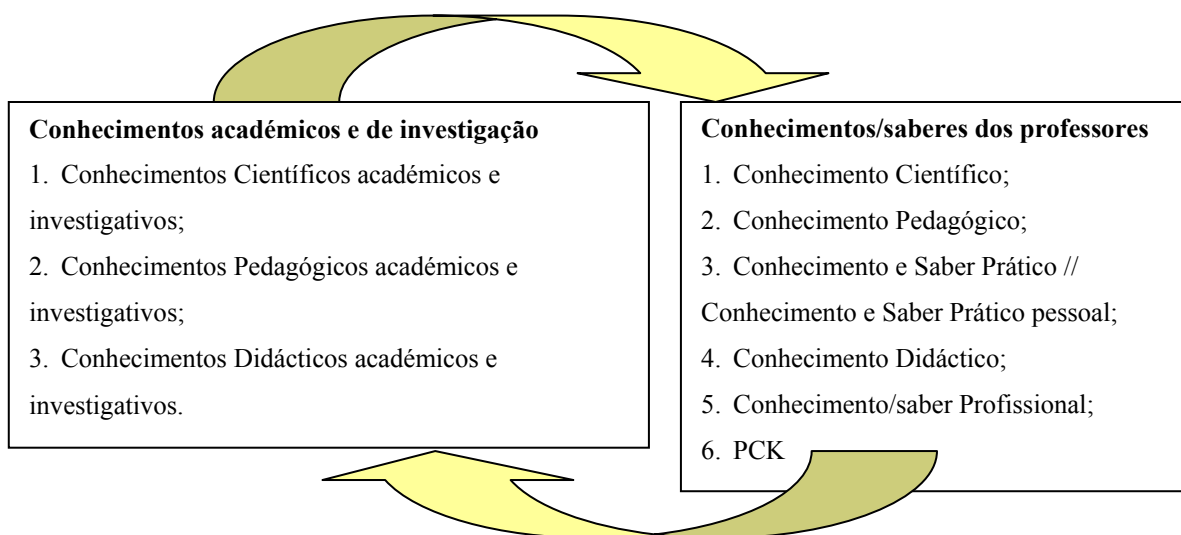 Conhecimentos académicos e de investigação
1. Conhecimentos Científicos académicos e
investigativos;
2. Conhecimentos Pedagógicos académicos e
investigativos;
3. Conhecimentos Didácticos académicos e
investigativos.
Conhecimentos/saberes dos professores
1. Conhecimento Científico;
2. Conhecimento Pedagógico;
3. Conhecimento e Saber Prático //
Conhecimento e Saber Prático pessoal;
4. Conhecimento Didáctico;
5. Conhecimento/saber Profissional;
6. PCK